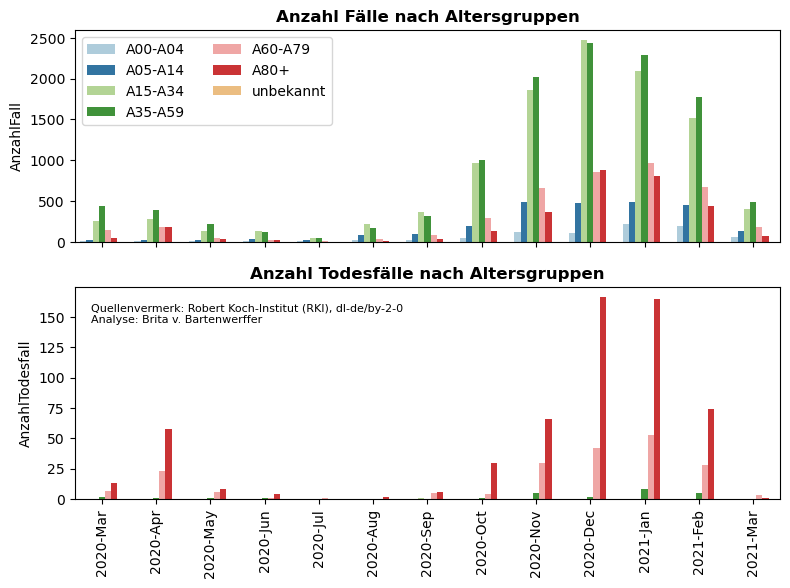 Anzahl Fälle nach Altersgruppen
AnzahlFall
2500
2000
1500
1000
500
0
A00-A04
A05-A14
A15-A34
A35-A59
A60-A79
A80+
unbekannt
Anzahl Todesfälle nach Altersgruppen
AnzahlTodesfall
150
125
100
75
50
25
0
Quellenvermerk: Robert Koch-Institut (RKI), dl-de/by-2-0
Analyse: Brita v. Bartenwerffer
2020-Mar
2020-Apr
2020-May
2020-Jun
2020-Jul
2020-Aug
2020-Sep
2020-Oct
2020-Nov
2020-Dec
2021-Jan
2021-Feb
2021-Mar